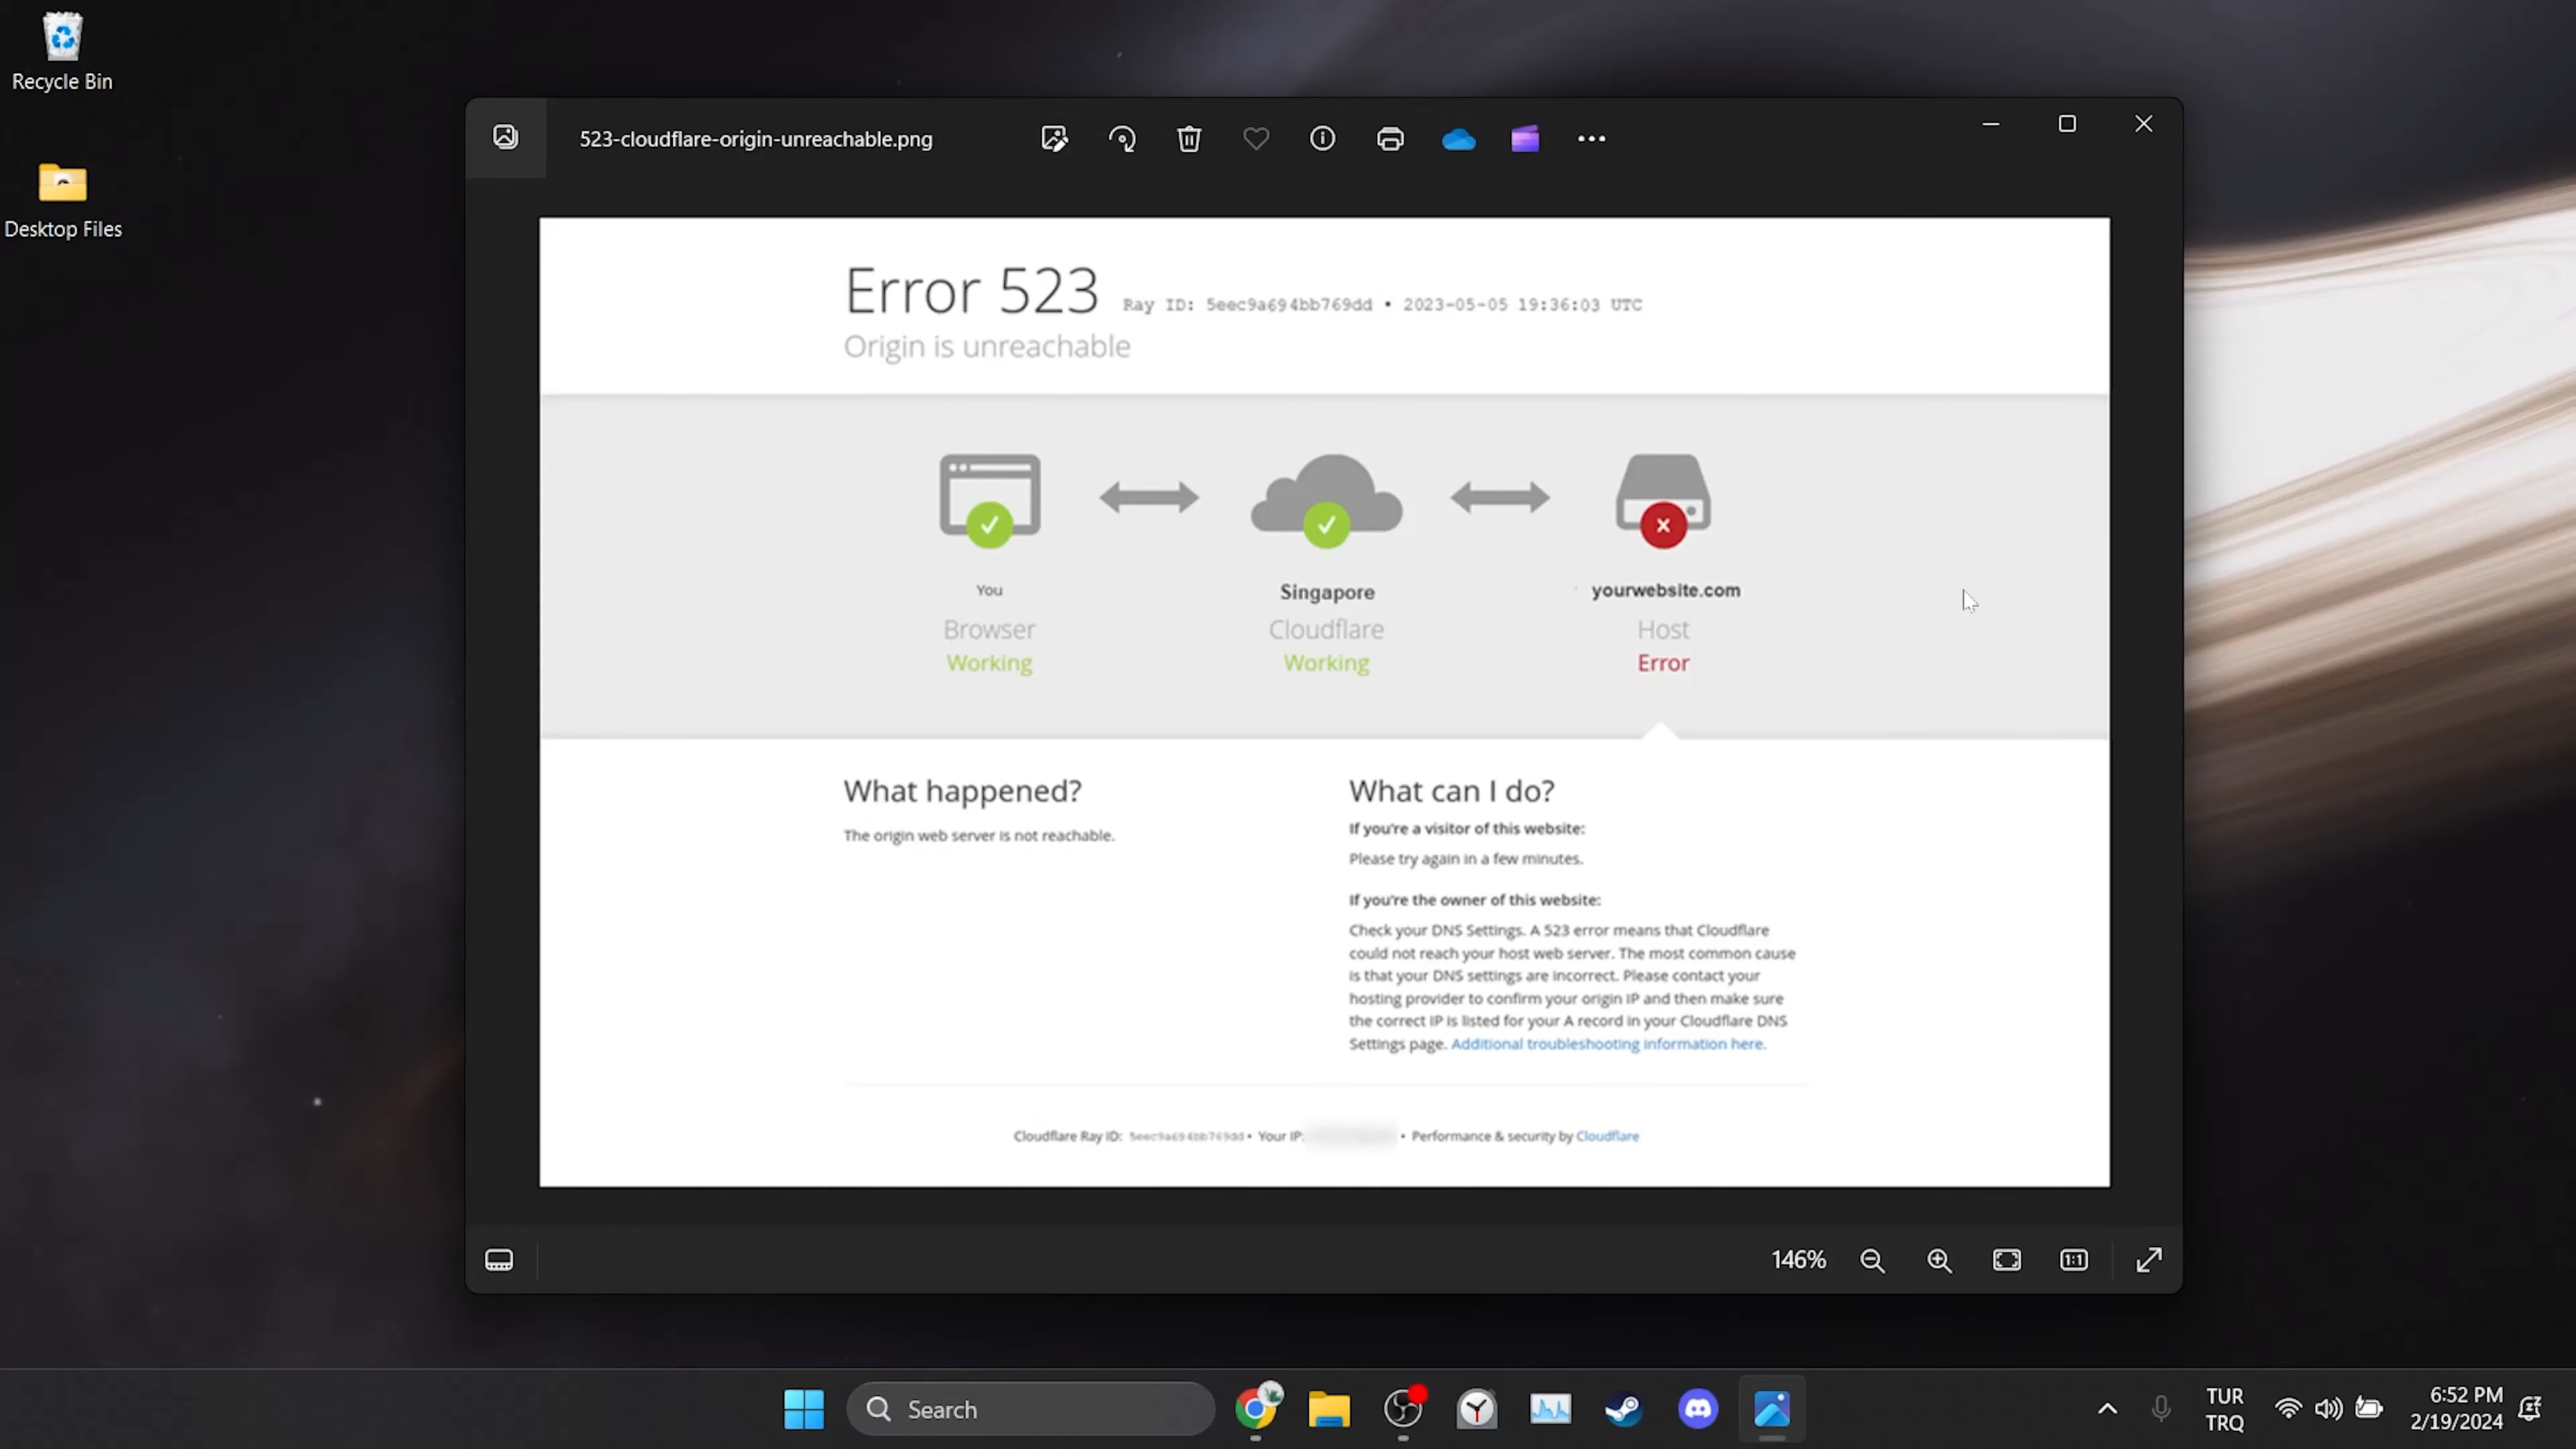 Recycle Bin
Desktop Files
523-cloudflare-origin-unreachable.png
Error 523 Ray ID: 5eec9a694bb769dd • 2023-05-05 19:36:03 UTC
Origin is unreachable
You
Browser
Working
Singapore
Cloudflare
Working
yourwebsite.com
Host
Error
What happened?
The origin web server is not reachable.
What can I do?
If you're a visitor of this website:
Please try again in a few minutes.
If you're the owner of this website:
Check your DNS Settings. A 523 error means that Cloudflare
could not reach your host web server. The most common cause
is that your DNS settings are incorrect. Please contact your
hosting provider to confirm your origin IP and then make sure
the correct IP is listed for your A record in your Cloudflare DNS
Settings page. Additional troubleshooting information here.
Cloudflare Ray ID: 5eec9a694bb769dd • Your IP: • Performance & security by Cloudflare
146%
1:1
Search
TUR
TRQ
6:52 PM
2/19/2024